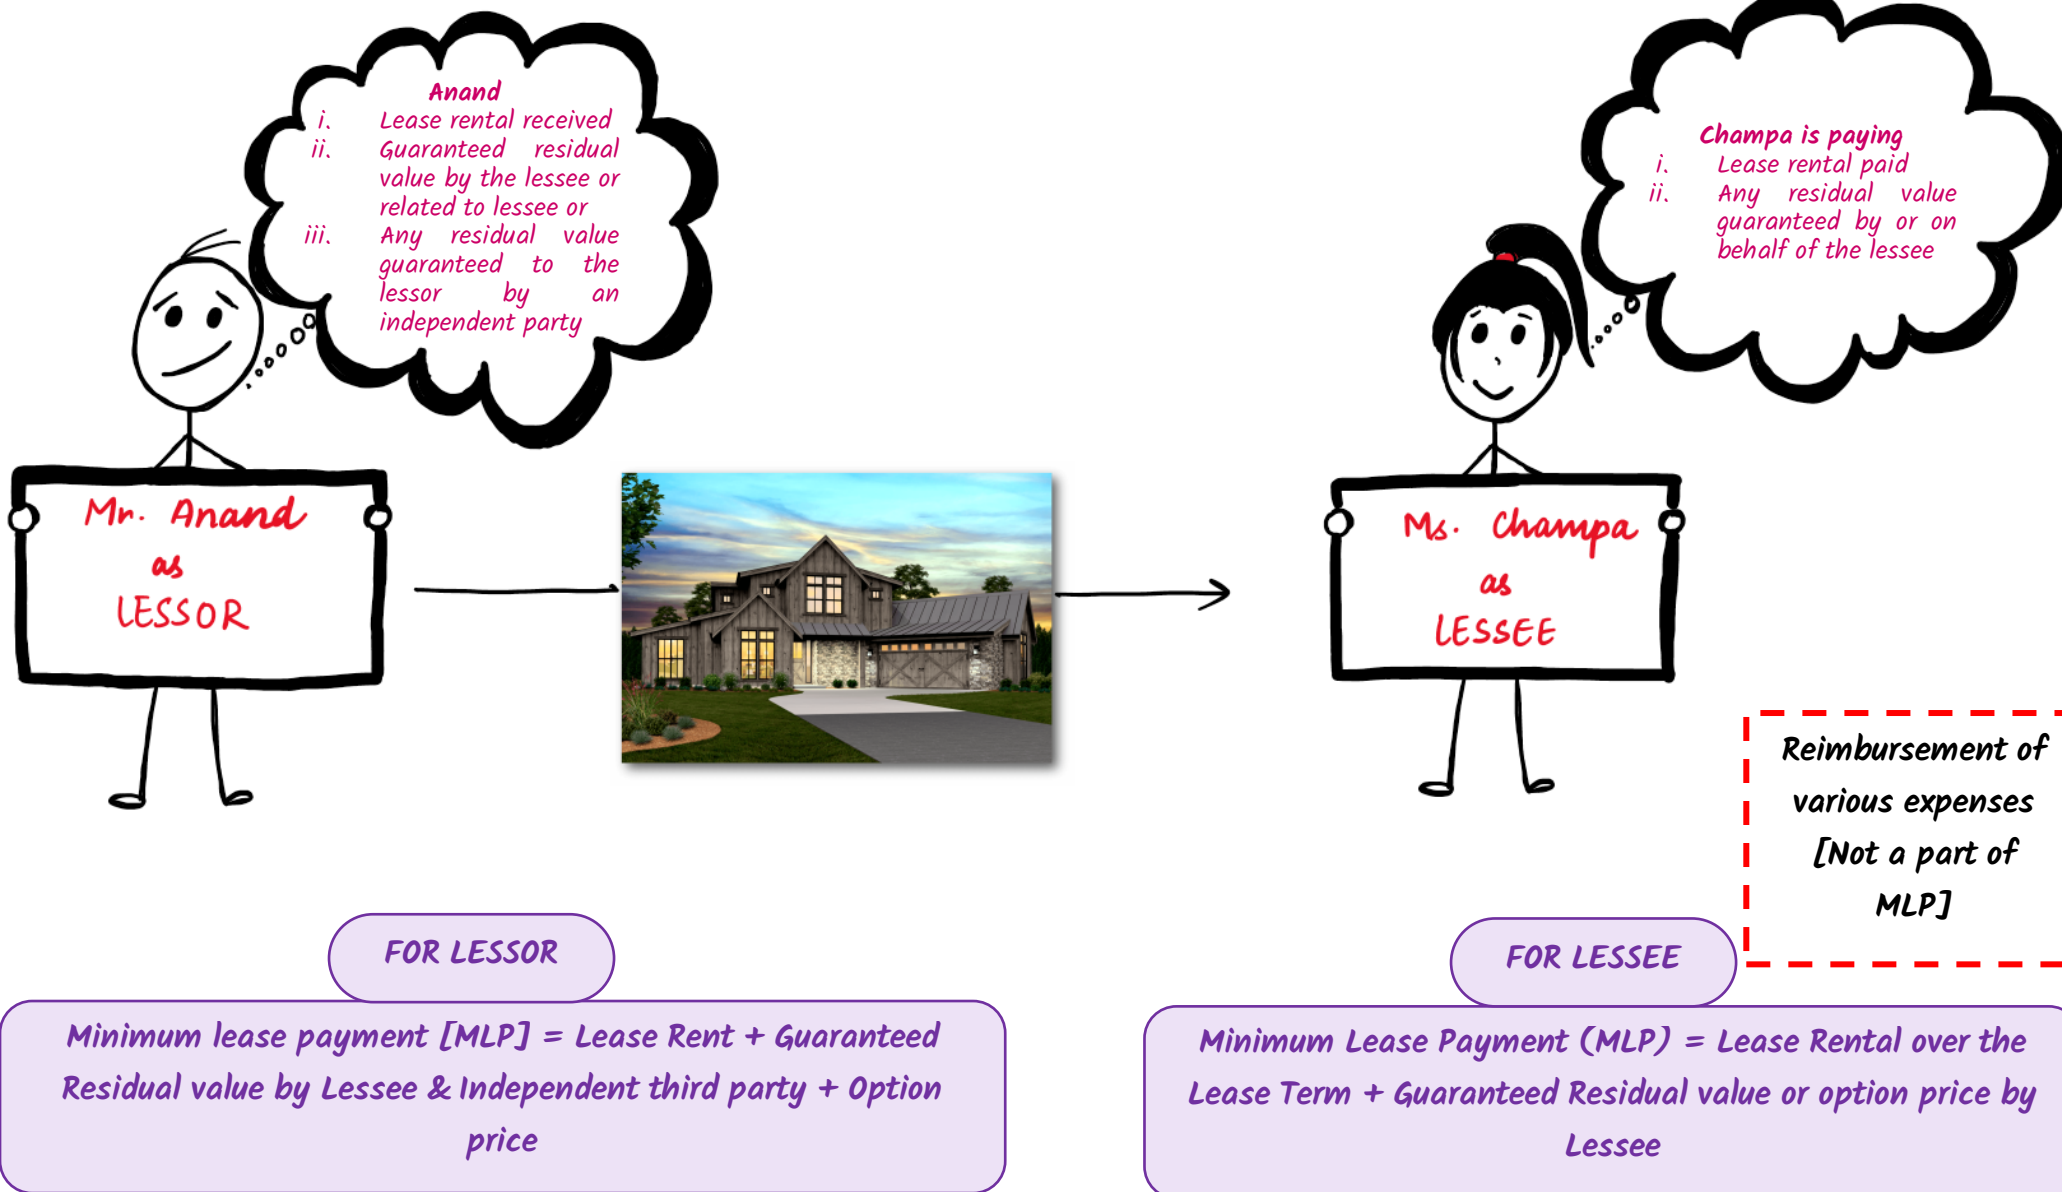 Anand
i. Lease rental received
ii. Guaranteed residual
value by the lessee or
related to lessee or
iii. Any residual value
guaranteed to the
lessor by an
independent party
Champa is paying
i. Lease rental paid
ii. Any residual value
guaranteed by or on
behalf of the lessee
Mr. Anand
as
LESSOR
Ms. Champa
as
LESSEE
Reimbursement of
various expenses
[Not a part of
MLP]
FOR LESSOR
Minimum lease payment [MLP] = Lease Rent + Guaranteed
Residual value by Lessee & Independent third party + Option
price
FOR LESSEE
Minimum Lease Payment (MLP) = Lease Rental over the
Lease Term + Guaranteed Residual value or option price by
Lessee